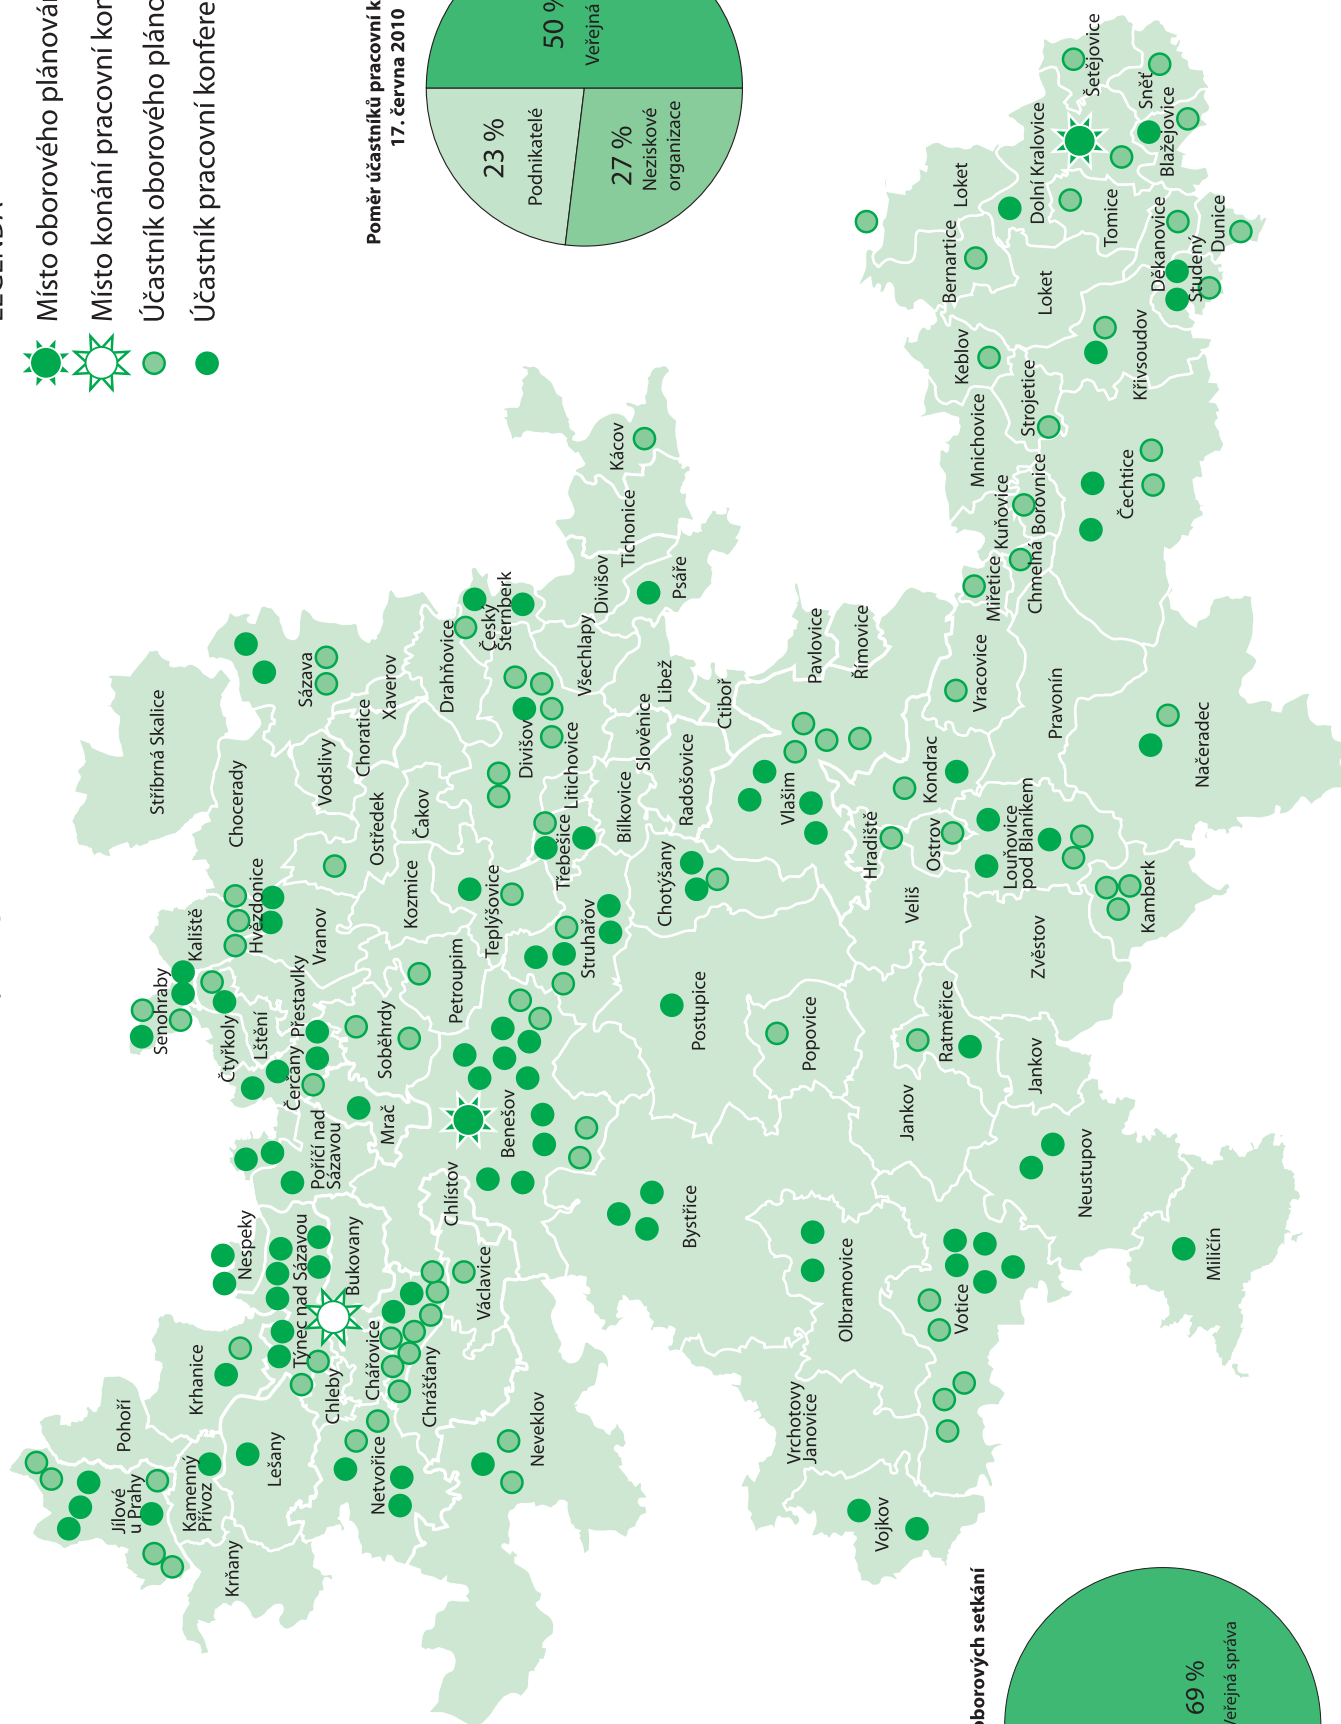 Místo oborového plánován
Místo konání pracovní kon
Účastník oborového pláno
Účastník pracovní konfere
Poměr účastníků pracovní k
17. června 2010
23 %
Podnikatelé
27 %
Neziskové
organizace
50 %
Veřejná
Stříbrná Skalice
Sázava
Chocerady
Vodslivy
Choratice
Xaverov
Drahňovice
Český
Šternberk
Kácov
Tichonice
Divišov
Psáře
Všechlapy
Divišov
Litichovice
Libež
Slověnice
Ctiboř
Radošovice
Bílkovice
Třebešice
Ostředek
Čakov
Kozmice
Teplýšovice
Hvězdonice
Kaliště
Vranov
Senohraby
Čtyřkoly
Lštění
Přestavlky
Čerčany
Petroupim
Soběhrdy
Struhařov
Chotýšany
Mrač
Poříčí nad
Sázavou
Benešov
Chlístov
Postupice
Popovice
Bystřice
Nespeky
Týnec nad Sázavou
Bukovany
Václavice
Chářovice
Chrášťany
Chleby
Krhanice
Pohoří
Jílové
u Prahy
Kamenný
Přívoz
Lešany
Krňany
Netvořice
Neveklov
Vlašim
Pavlovice
Římovice
Hradiště
Kondrac
Ostrov
Vracovice
Louňovice
pod Blaníkem
Veliš
Kamberk
Zvěstov
Pravonín
Načeradec
Ratměřice
Jankov
Jankov
Neustupov
Miličín
Olbramovice
Votice
Vrchotovy
Janovice
Vojkov
Miřetice
Kuňovice
Chmelná
Borovnice
Mnichovice
Strojetice
Čechtice
Keblov
Křivsoudov
Bernartice
Loket
Loket
Dolní Kralovice
Tomice
Děkanovice
Studený
Dunice
Blažejovice
Sněť
Šetějovice
oborových setkání
69 %